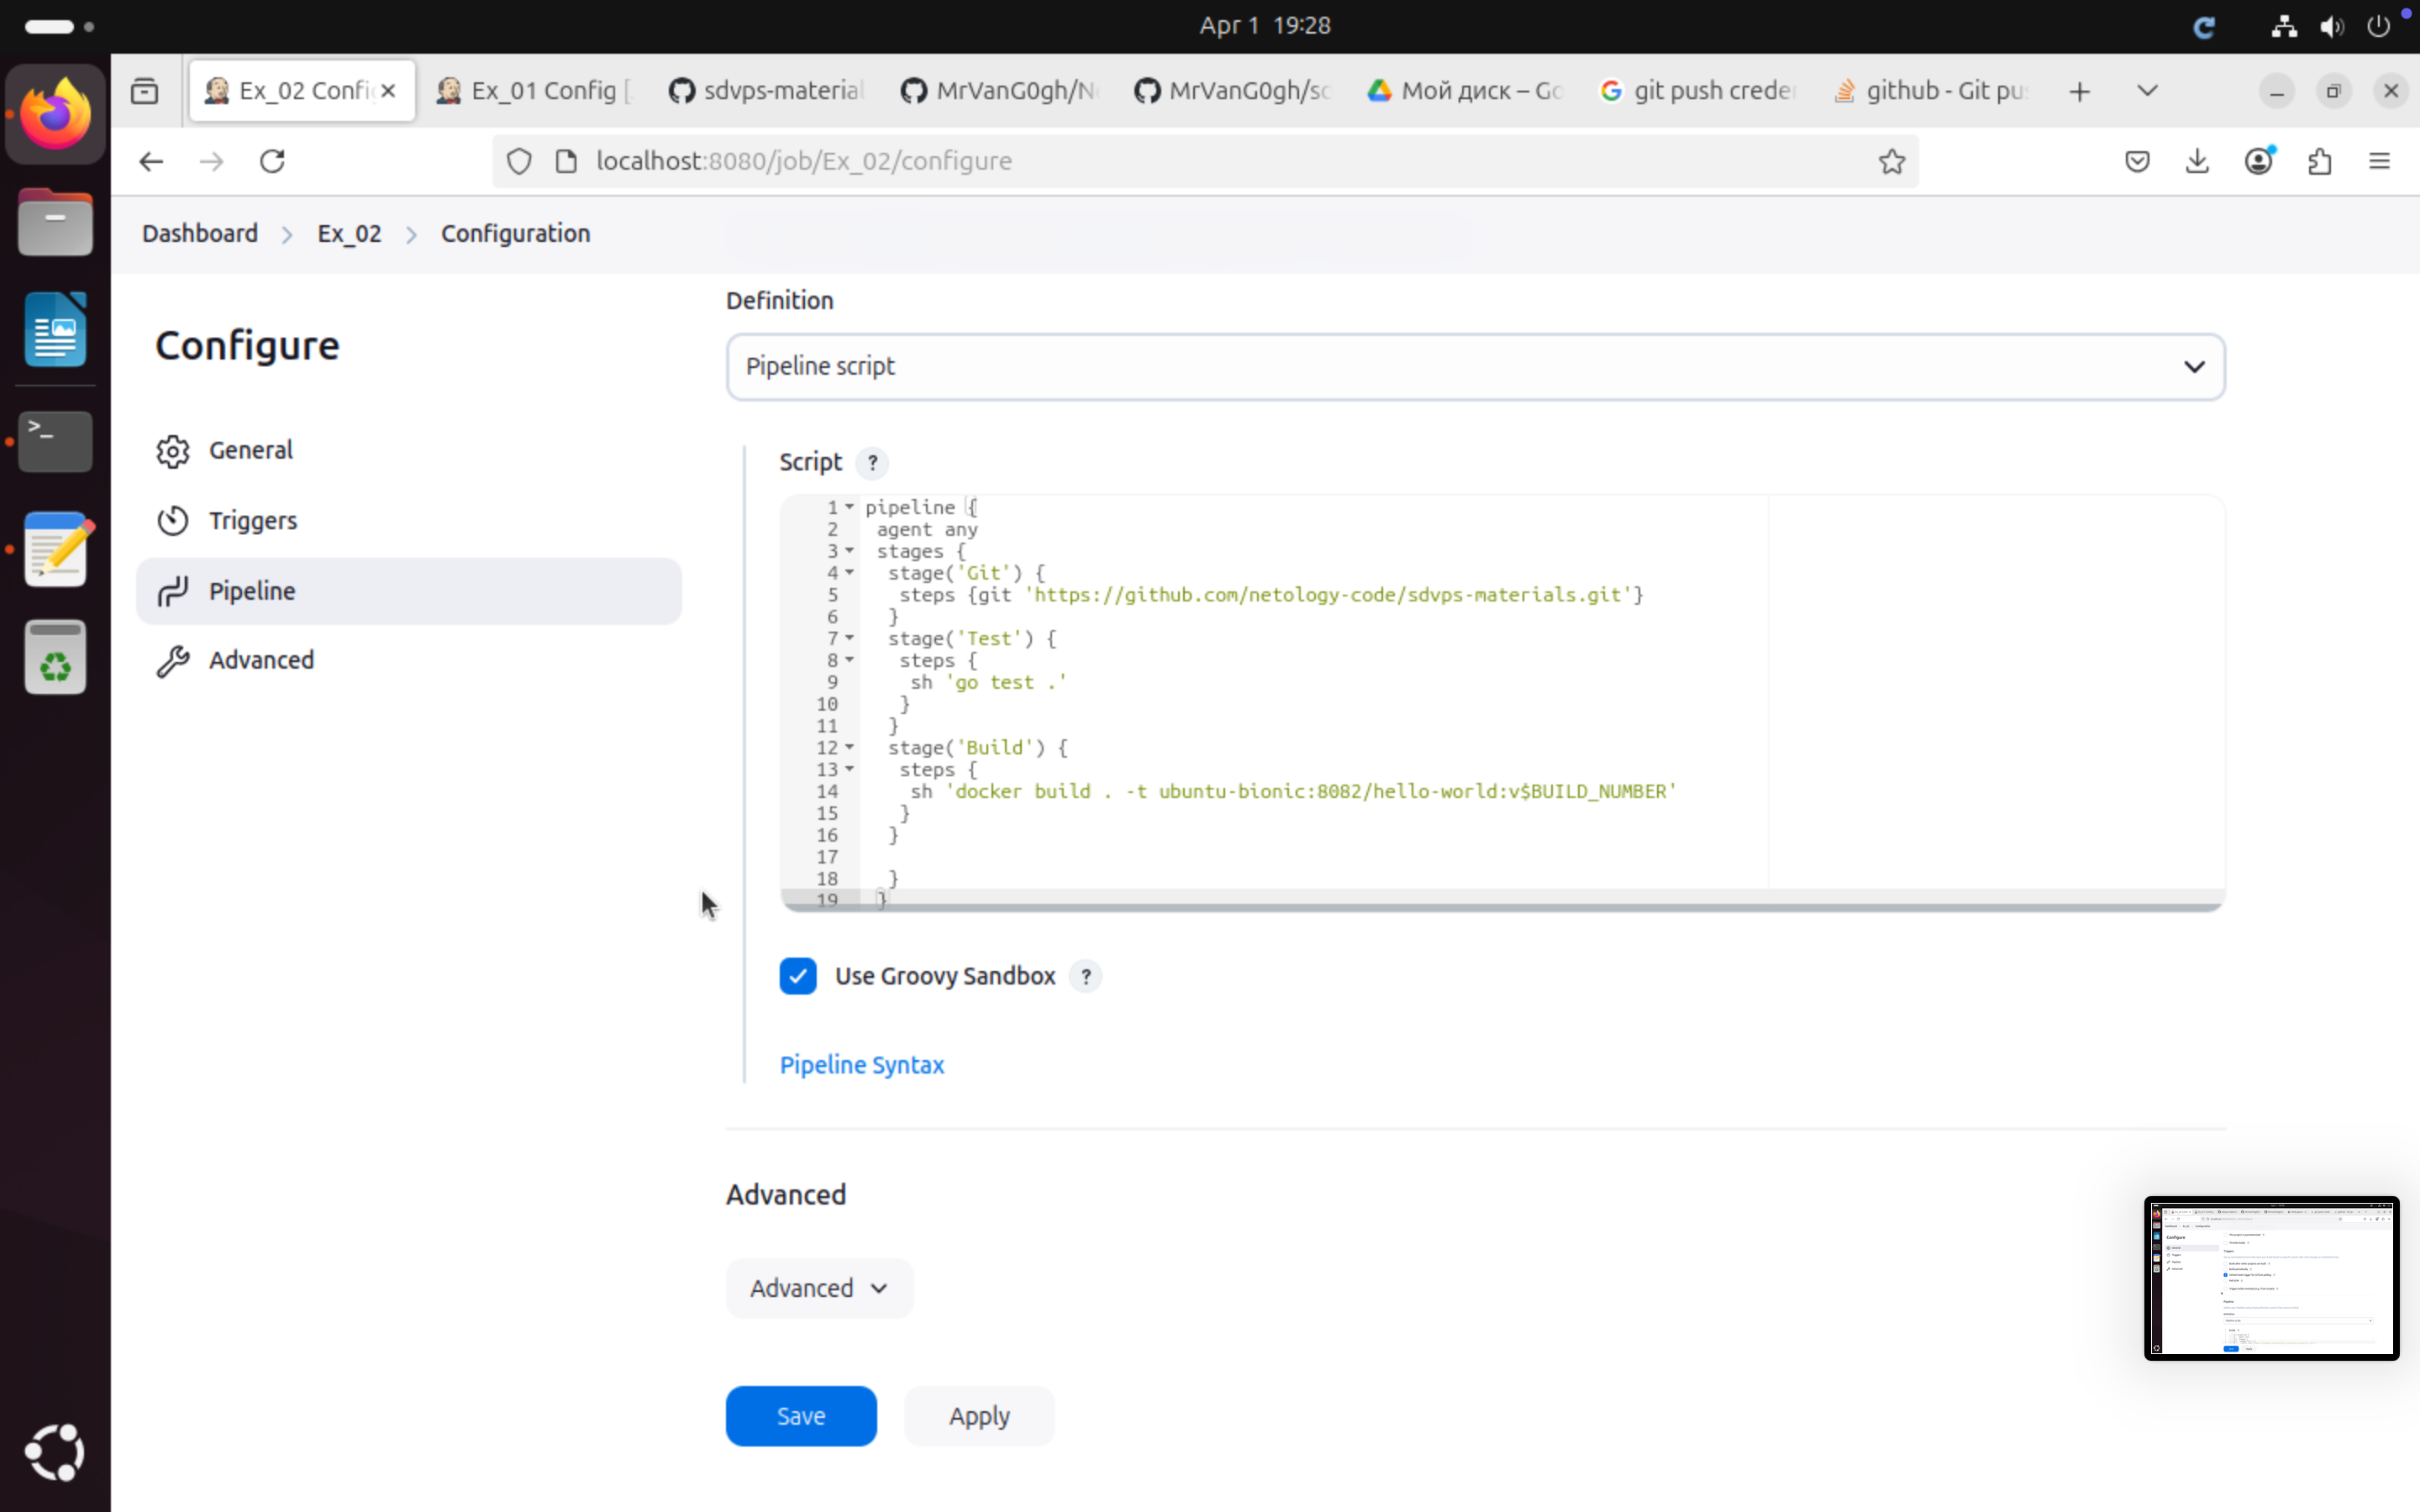 Apr 1 19:28
Ex_02 Confi
Ex_01 Config [
sdvps-material
MrVanG0gh/N
MrVanG0gh/sc
Мой диск – Go
git push creder
github - Git pu
localhost:8080/job/Ex_02/configure
Dashboard
Ex_02
Configuration
Configure
General
Triggers
Pipeline
Advanced
Definition
Pipeline script
Script ?
1 pipeline {
2 agent any
3 stages {
4 stage('Git') {
5 steps {git 'https://github.com/netology-code/sdvps-materials.git'}
6 }
7 stage('Test') {
8 steps {
9 sh 'go test .'
10 }
11 }
12 stage('Build') {
13 steps {
14 sh 'docker build . -t ubuntu-bionic:8082/hello-world:v$BUILD_NUMBER'
15 }
16 }
17
18 }
19 }
Use Groovy Sandbox ?
Pipeline Syntax
Advanced
Advanced
Save
Apply